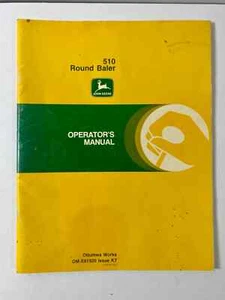 510
Round Baler
JOHN DEERE
OPERATOR'S
MANUAL
Ottumwa Works